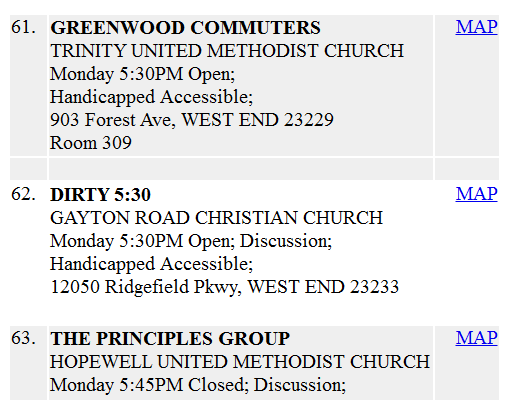 61. GREENWOOD COMMUTERS MAP
TRINITY UNITED METHODIST CHURCH
Monday 5:30PM Open;
Handicapped Accessible;
903 Forest Ave, WEST END 23229
Room 309
62. DIRTY 5:30 MAP
GAYTON ROAD CHRISTIAN CHURCH
Monday 5:30PM Open; Discussion;
Handicapped Accessible;
12050 Ridgefield Pkwy, WEST END 23233
63. THE PRINCIPLES GROUP MAP
HOPEWELL UNITED METHODIST CHURCH
Monday 5:45PM Closed; Discussion;